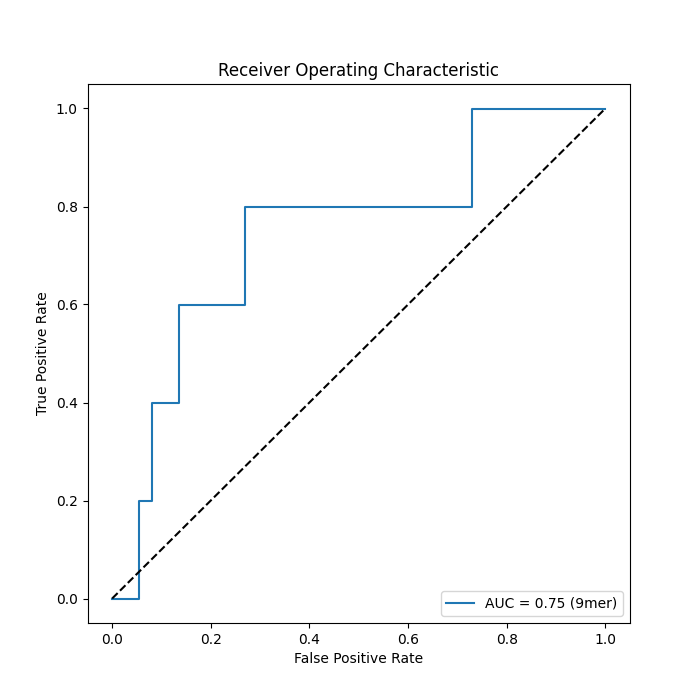 Receiver Operating Characteristic
1.0
0.8
0.6
0.4
0.2
0.0
True Positive Rate
AUC = 0.75 (9mer)
0.0 0.2 0.4 0.6 0.8 1.0
False Positive Rate